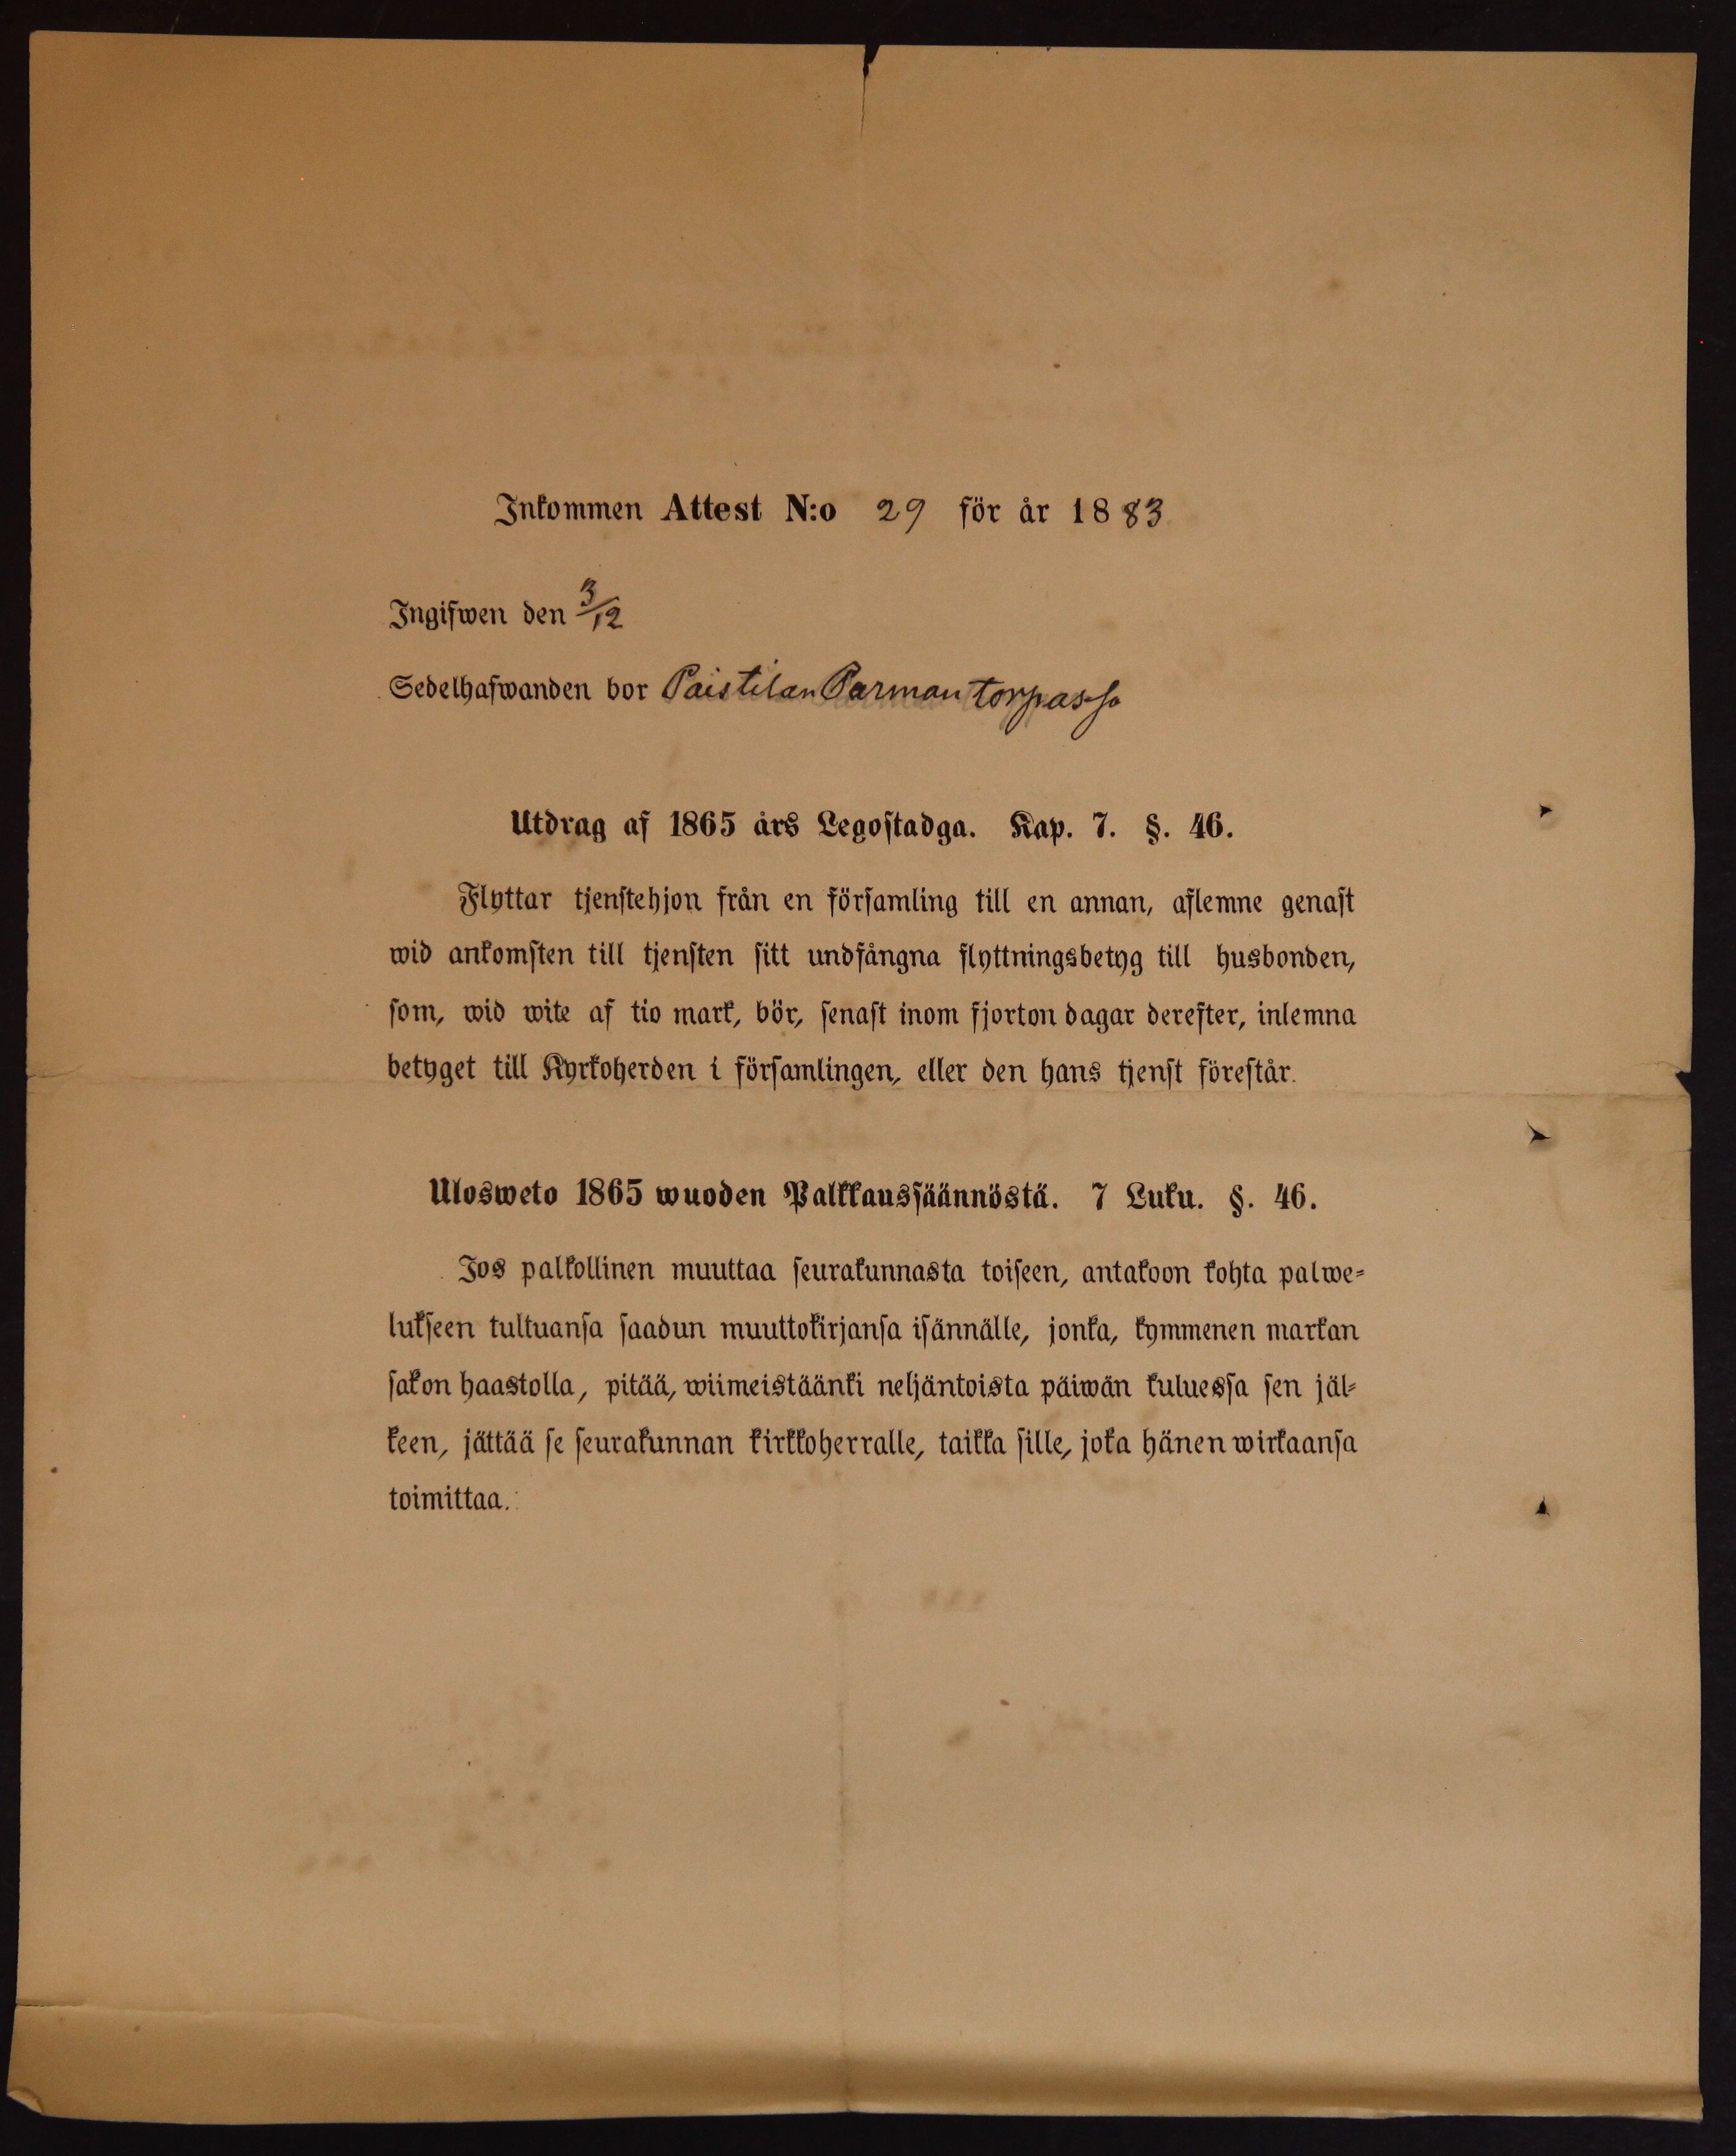 Inkommen Attest N:o 29 för år 1883
Ingifwen den 3/12
Sedelhafwanden bor Paistilan Parman torpassa
Utdrag af 1865 års Legostadga. Kap. 7. §. 46.
Flyttar tjenstehjon från en församling till en annan, aflemne genast
wid ankomsten till tjensten sitt undfångna flyttningsbetyg till husbonden,
som, wid wite af tio mark, bör, senast inom fjorton dagar derefter, inlemna
betyget till Kyrkoherden i församlingen, eller den hans tjenst förestår.
Ulosweto 1865 wuoden Palkkaussäännöstä. 7 Luku. §. 46.
Jos palkollinen muuttaa seurakunnasta toiseen, antakoon kohta palwe-
lukseen tultuansa saadun muuttokirjansa isännälle, jonka, kymmenen markan
sakon haastolla, pitää, wiimeistäänki neljäntoista päiwän kuluessa sen jäl-
keen, jättää se seurakunnan kirkkoherralle, taikka sille, joka hänen wirkaansa
toimittaa.